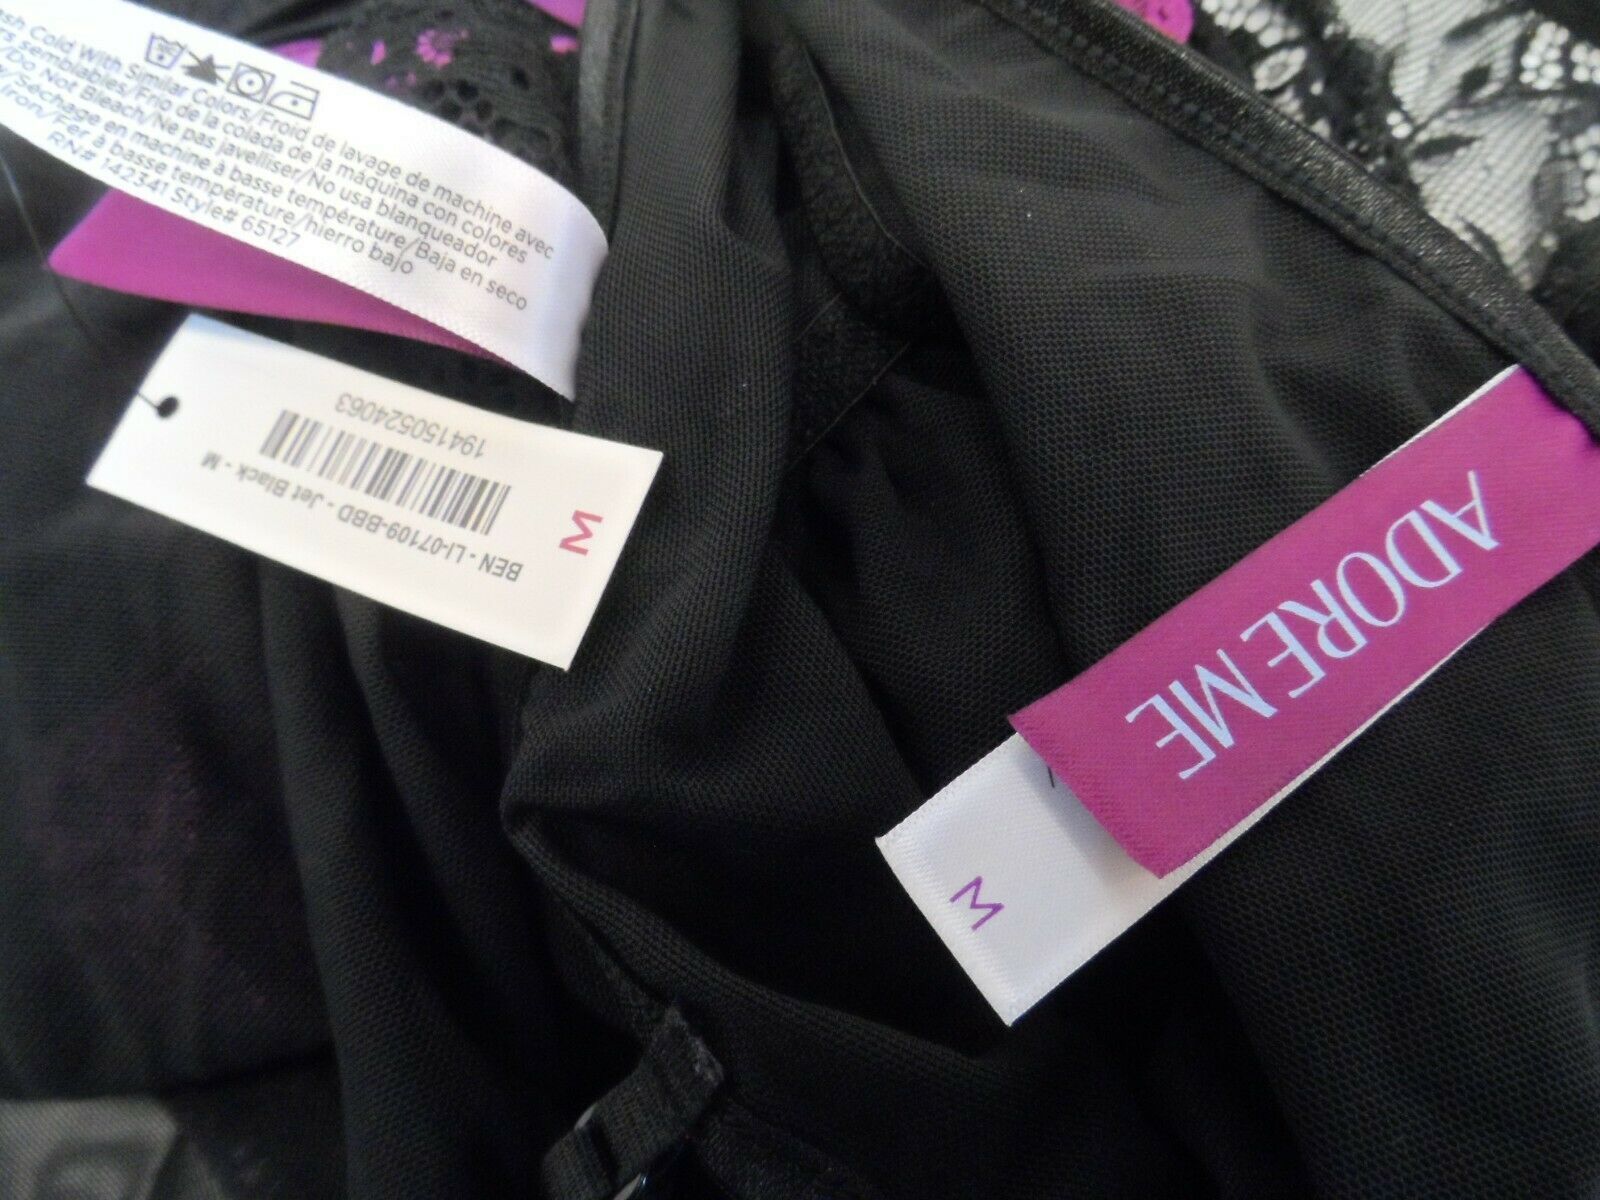 sh Cold With Similar Colors/Froid de lavage de machine avec
rs semblables/Frio de la colada de la máquina con colores
/Do Not Bleach/Ne pas javelliser/No usa blanqueador
/Séchage en machine à basse température/Baja en seco
Iron/Fer à basse température/hierro bajo
RN# 142341 Style# 65127
M
BEN - LI-07109-BBD - Jet Black - M
194150524063
ADORE ME
M